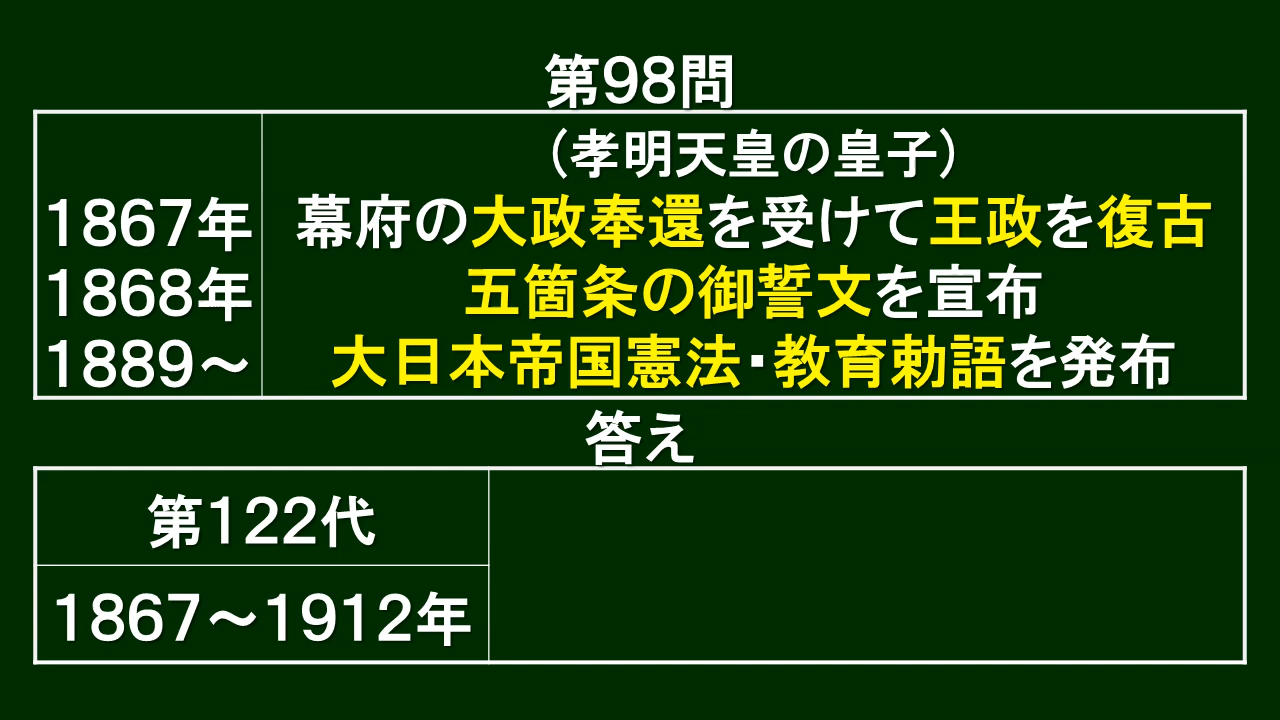 第98問
（孝明天皇の皇子）
1867年 幕府の大政奉還を受けて王政を復古
1868年 五箇条の御誓文を宣布
1889～ 大日本帝国憲法・教育勅語を発布
答え
第122代
1867～1912年